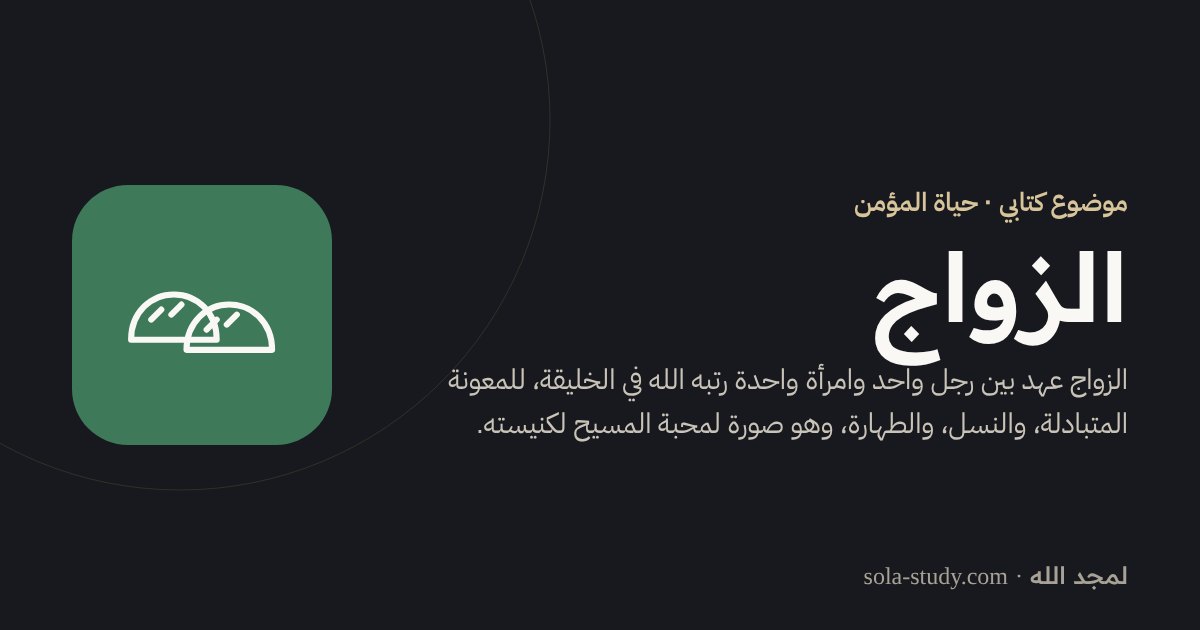 موضوع كتابي · حياة المؤمن
الزواج
الزواج عهد بين رجل واحد وامرأة واحدة رتبه الله في الخليقة، للمعونة
المتبادلة، والنسل، والطهارة، وهو صورة لمحبة المسيح لكنيسته.
لمجد الله · sola-study.com